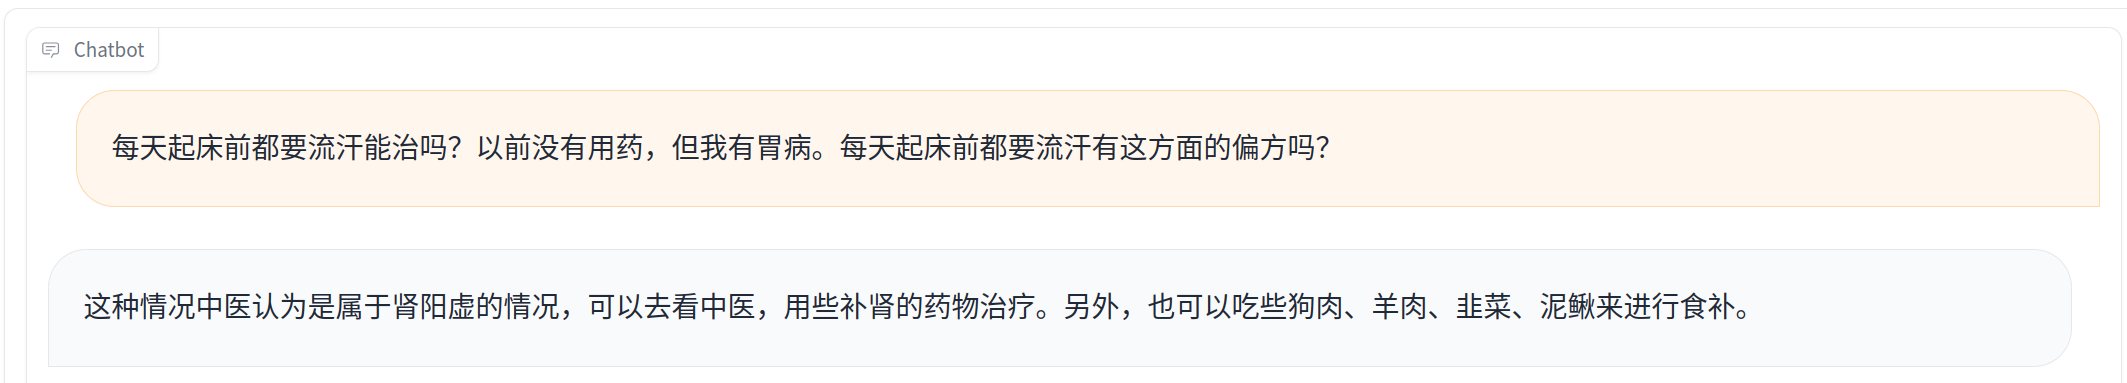 Chatbot
每天起床前都要流汗能治吗？以前没有用药，但我有胃病。每天起床前都要流汗有这方面的偏方吗？
这种情况中医认为是属于肾阳虚的情况，可以去看中医，用些补肾的药物治疗。另外，也可以吃些狗肉、羊肉、韭菜、泥鳅来进行食补。